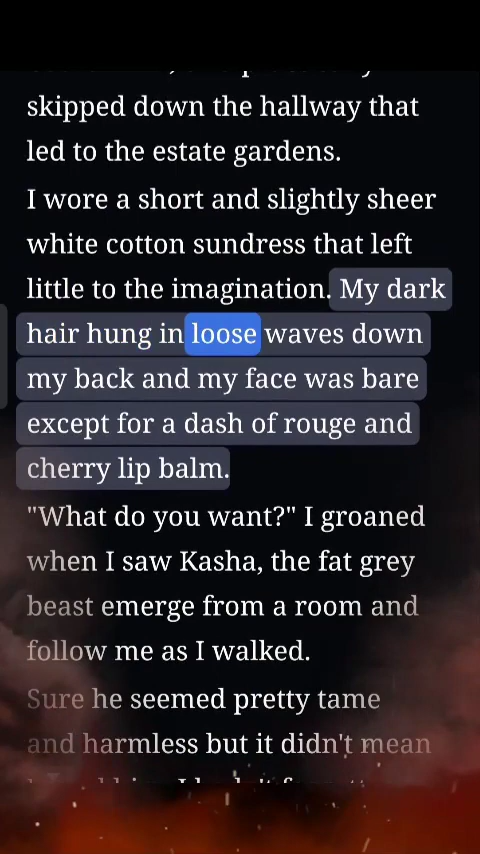 skipped down the hallway that
led to the estate gardens.
I wore a short and slightly sheer
white cotton sundress that left
little to the imagination. My dark
hair hung in loose waves down
my back and my face was bare
except for a dash of rouge and
cherry lip balm.
"What do you want?" I groaned
when I saw Kasha, the fat grey
beast emerge from a room and
follow me as I walked.
Sure he seemed pretty tame
and harmless but it didn't mean